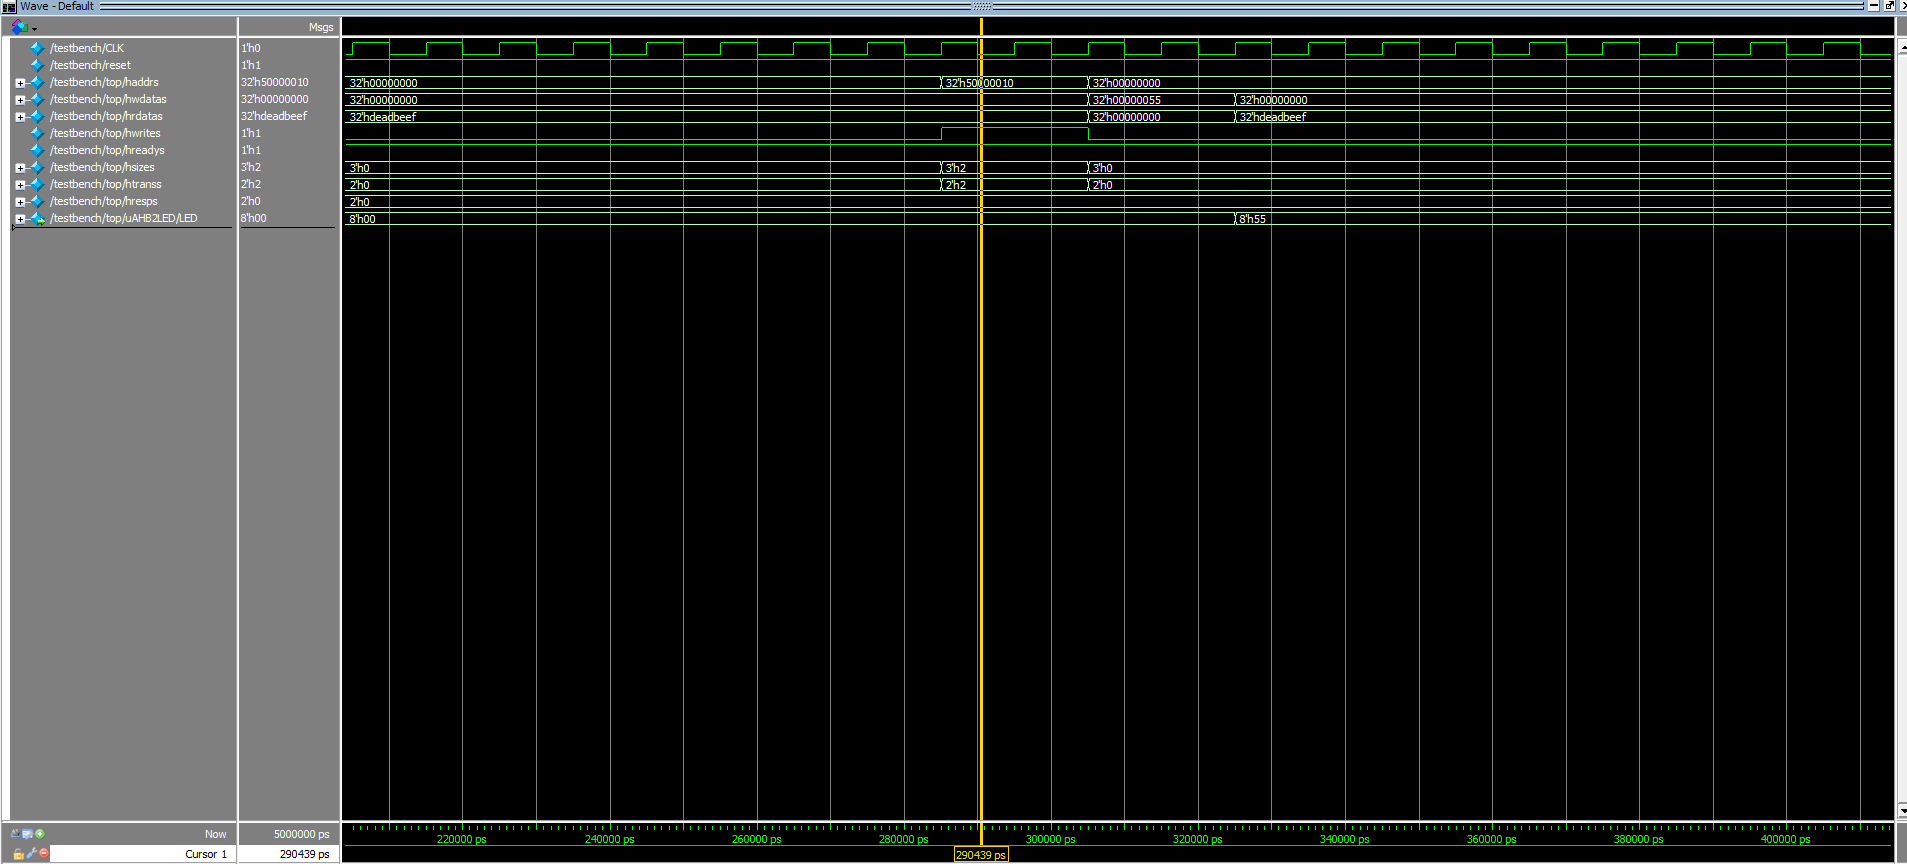 Wave - Default
Msgs
/testbench/CLK 1'h0
/testbench/reset 1'h1
/testbench/top/haddrs 32'h50000010 32'h00000000 32'h50000010 32'h00000000
/testbench/top/hwdatas 32'h00000000 32'h00000000 32'h00000055 32'h00000000
/testbench/top/hrdatas 32'hdeadbeef 32'hdeadbeef 32'h00000000 32'hdeadbeef
/testbench/top/hwrites 1'h1
/testbench/top/hreadys 1'h1
/testbench/top/hsizes 3'h2 3'h0 3'h2 3'h0
/testbench/top/htranss 2'h2 2'h0 2'h2 2'h0
/testbench/top/hresps 2'h0 2'h0
/testbench/top/uAHB2LED/LED 8'h00 8'h00 8'h55
Now 5000000 ps 220000 ps 240000 ps 260000 ps 280000 ps 300000 ps 320000 ps 340000 ps 360000 ps 380000 ps 400000 ps
Cursor 1 290439 ps 290439 ps